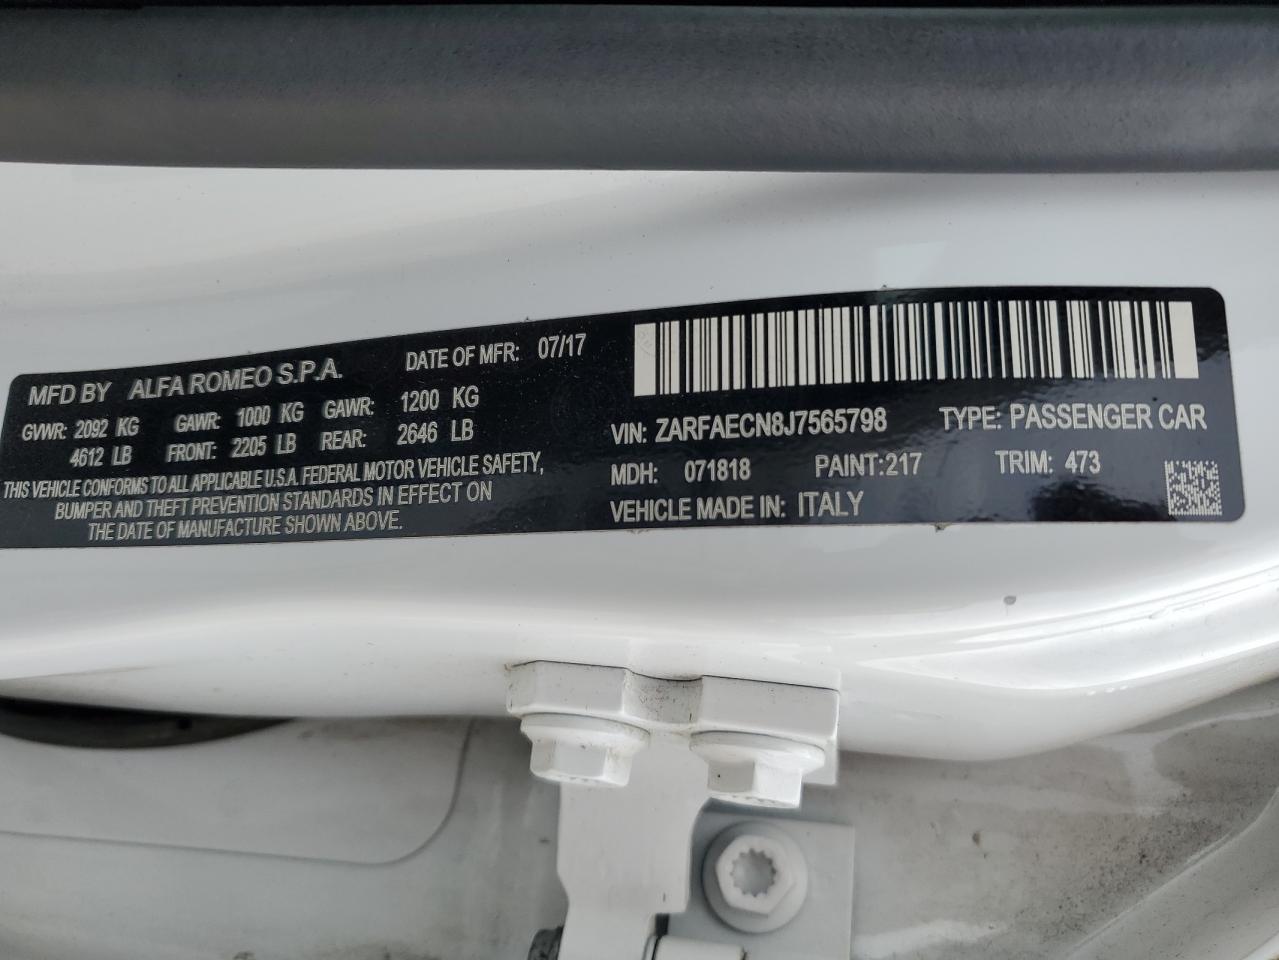 MFD BY ALFA ROMEO S.P.A. DATE OF MFR: 07/17
GVWR: 2092 KG GAWR: 1000 KG GAWR: 1200 KG
4612 LB FRONT: 2205 LB REAR: 2646 LB
THIS VEHICLE CONFORMS TO ALL APPLICABLE U.S.A. FEDERAL MOTOR VEHICLE SAFETY,
BUMPER AND THEFT PREVENTION STANDARDS IN EFFECT ON
THE DATE OF MANUFACTURE SHOWN ABOVE.
VIN: ZARFAECN8J7565798 TYPE: PASSENGER CAR
MDH: 071818 PAINT:217 TRIM: 473
VEHICLE MADE IN: ITALY